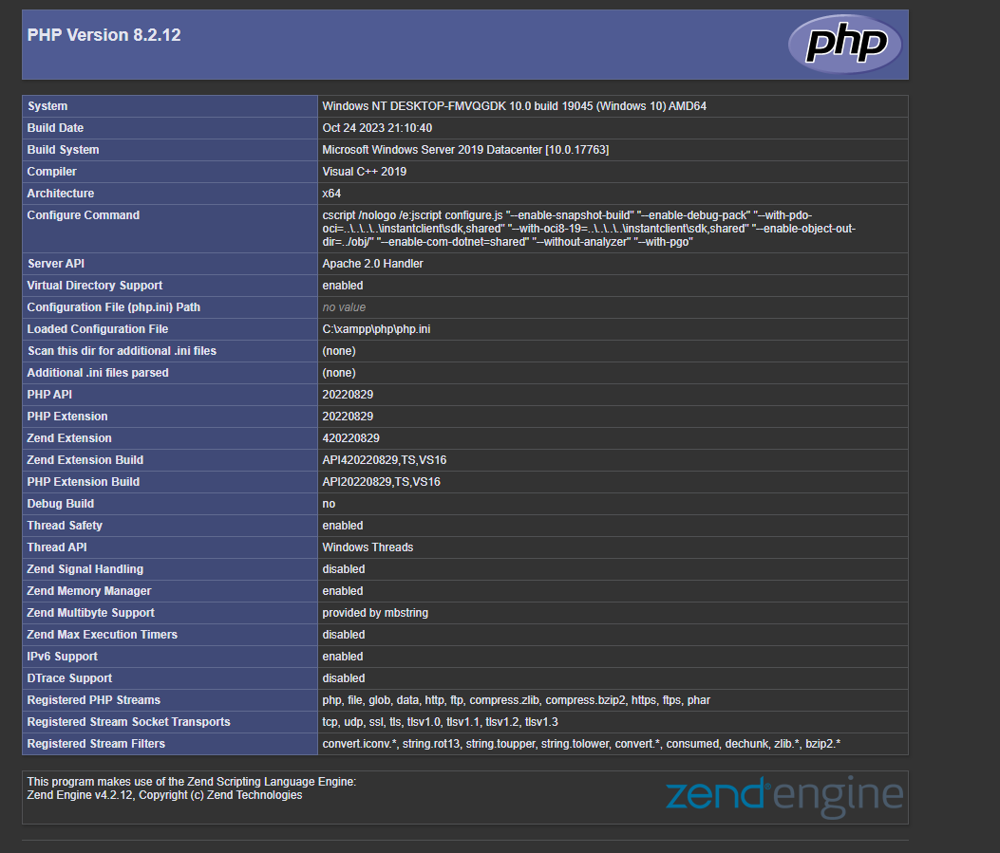 PHP Version 8.2.12
php
System Windows NT DESKTOP-FMVQGDK 10.0 build 19045 (Windows 10) AMD64
Build Date Oct 24 2023 21:10:40
Build System Microsoft Windows Server 2019 Datacenter [10.0.17763]
Compiler Visual C++ 2019
Architecture x64
Configure Command cscript /nologo /e:jscript configure.js "--enable-snapshot-build" "--enable-debug-pack" "--with-pdo-
oci=..\..\..\..\instantclient\sdk,shared" "--with-oci8-19=..\..\..\..\instantclient\sdk,shared" "--enable-object-out-
dir=../obj/" "--enable-com-dotnet=shared" "--without-analyzer" "--with-pgo"
Server API Apache 2.0 Handler
Virtual Directory Support enabled
Configuration File (php.ini) Path no value
Loaded Configuration File C:\xampp\php\php.ini
Scan this dir for additional .ini files (none)
Additional .ini files parsed (none)
PHP API 20220829
PHP Extension 20220829
Zend Extension 420220829
Zend Extension Build API420220829,TS,VS16
PHP Extension Build API20220829,TS,VS16
Debug Build no
Thread Safety enabled
Thread API Windows Threads
Zend Signal Handling disabled
Zend Memory Manager enabled
Zend Multibyte Support provided by mbstring
Zend Max Execution Timers disabled
IPv6 Support enabled
DTrace Support disabled
Registered PHP Streams php, file, glob, data, http, ftp, compress.zlib, compress.bzip2, https, ftps, phar
Registered Stream Socket Transports tcp, udp, ssl, tls, tlsv1.0, tlsv1.1, tlsv1.2, tlsv1.3
Registered Stream Filters convert.iconv.*, string.rot13, string.toupper, string.tolower, convert.*, consumed, dechunk, zlib.*, bzip2.*
This program makes use of the Zend Scripting Language Engine:
Zend Engine v4.2.12, Copyright (c) Zend Technologies
zend®engine